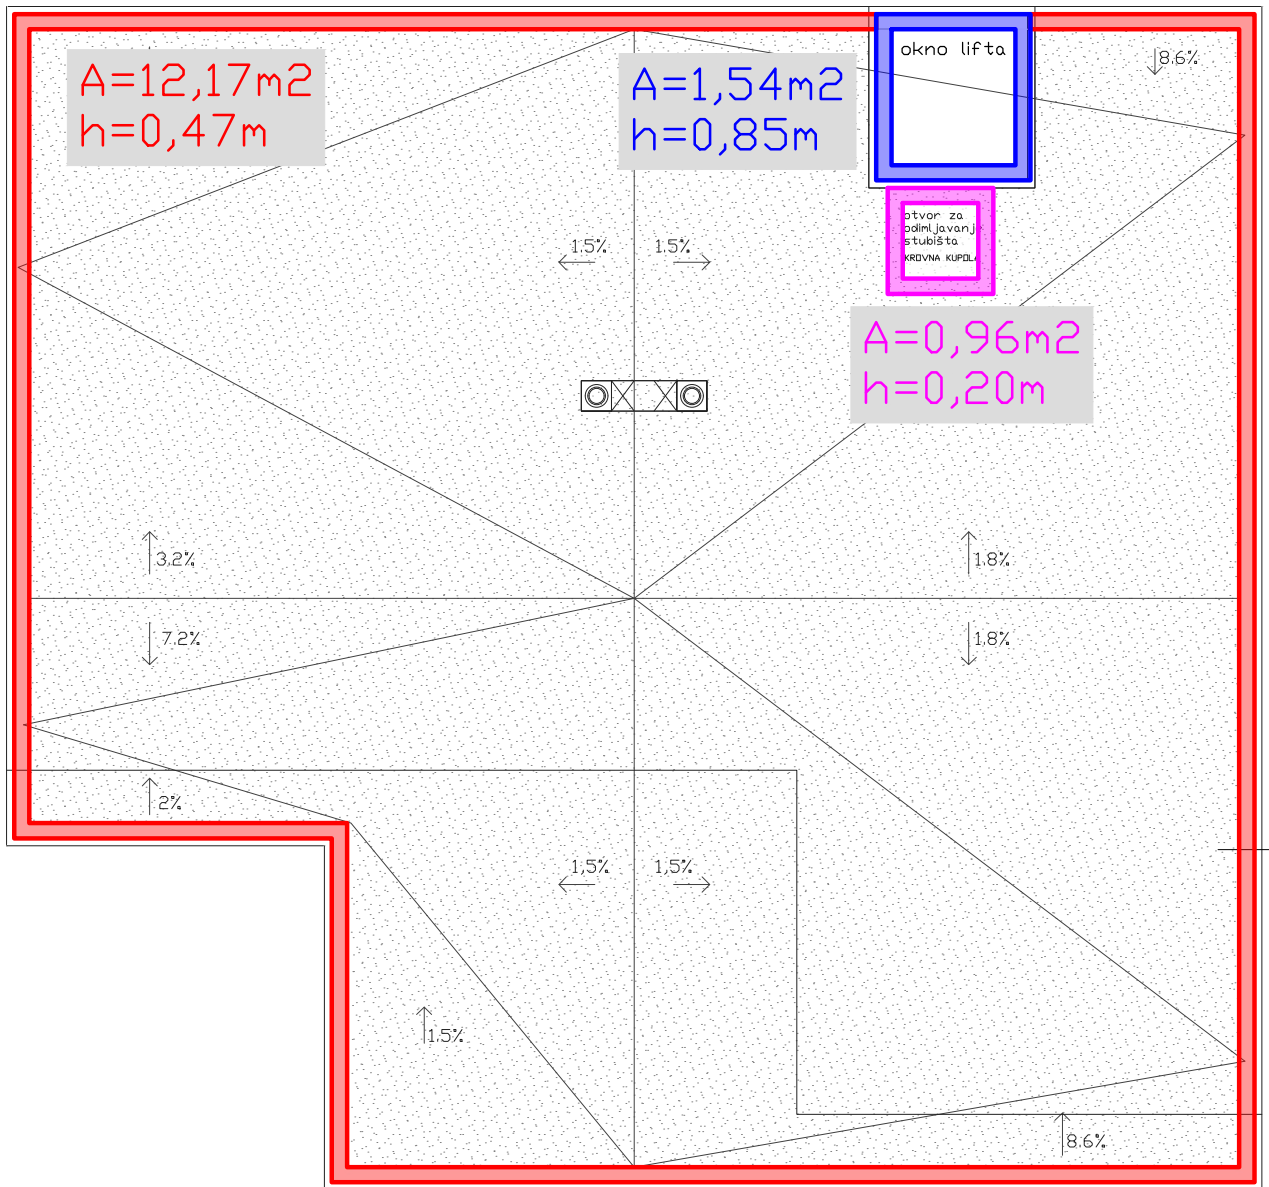 okno lifta
8.6%
A=12,17m2
h=0,47m
A=1,54m2
h=0,85m
otvor za
odimljavanj
stubišta
KROVNA KUPOLA
1.5%
1.5%
A=0,96m2
h=0,20m
3.2%
1.8%
7.2%
1.8%
2%
1,5%
1,5%
1.5%
8.6%